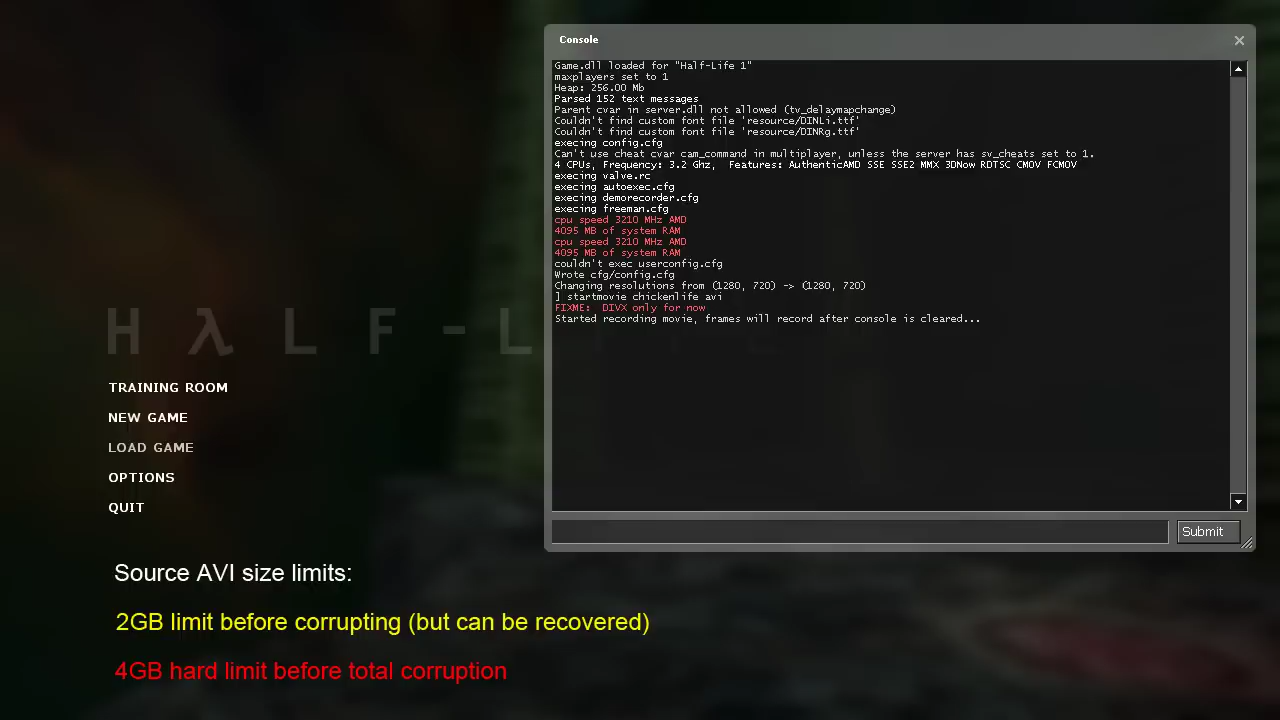 Console
Game.dll loaded for "Half-Life 1"
maxplayers set to 1
Heap: 256.00 Mb
Parsed 152 text messages
Parent cvar in server.dll not allowed (tv_delaymapchange)
Couldn't find custom font file 'resource/DINLi.ttf'
Couldn't find custom font file 'resource/DINRg.ttf'
execing config.cfg
Can't use cheat cvar cam_command in multiplayer, unless the server has sv_cheats set to 1.
4 CPUs, Frequency: 3.2 Ghz,  Features: AuthenticAMD SSE SSE2 MMX 3DNow RDTSC CMOV FCMOV
execing valve.rc
execing autoexec.cfg
execing demorecorder.cfg
execing freeman.cfg
cpu speed 3210 MHz AMD
4095 MB of system RAM
cpu speed 3210 MHz AMD
4095 MB of system RAM
couldn't exec userconfig.cfg
Wrote cfg/config.cfg
Changing resolutions from (1280, 720) -> (1280, 720)
] startmovie chickenlife avi
FIXME:  DIVX only for now
Started recording movie, frames will record after console is cleared...
Submit
HλLF-L
TRAINING ROOM
NEW GAME
LOAD GAME
OPTIONS
QUIT
Source AVI size limits:
2GB limit before corrupting (but can be recovered)
4GB hard limit before total corruption